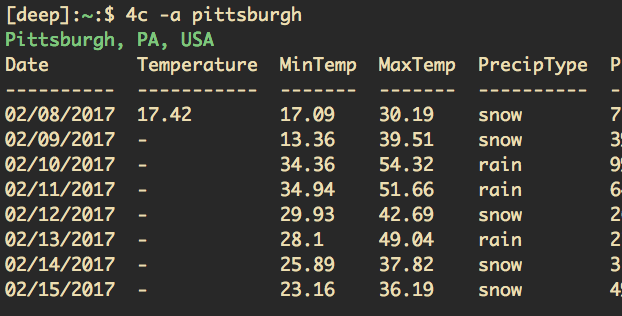 [deep]:~:$ 4c -a pittsburgh
Pittsburgh, PA, USA
Date Temperature MinTemp MaxTemp PrecipType P
---------- ----------- ------- ------- ---------- -
02/08/2017 17.42 17.09 30.19 snow 7
02/09/2017 - 13.36 39.51 snow
02/10/2017 - 34.36 54.32 rain
02/11/2017 - 34.94 51.66 rain
02/12/2017 - 29.93 42.69 snow 2
02/13/2017 - 28.1 49.04 rain 2
02/14/2017 - 25.89 37.82 snow 3
02/15/2017 - 23.16 36.19 snow